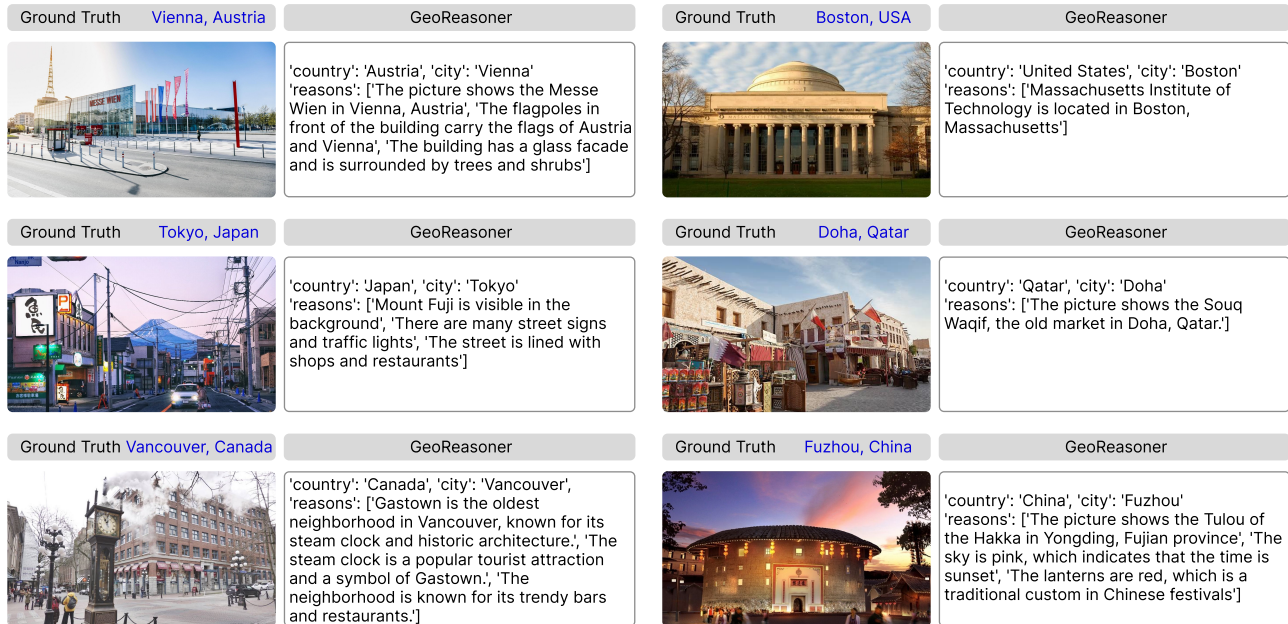 Ground Truth Vienna, Austria
GeoReasoner
MESSE WIEN
'country': 'Austria', 'city': 'Vienna'
'reasons': ['The picture shows the Messe
Wien in Vienna, Austria', 'The flagpoles in
front of the building carry the flags of Austria
and Vienna', 'The building has a glass facade
and is surrounded by trees and shrubs']
Ground Truth Boston, USA
GeoReasoner
'country': 'United States', 'city': 'Boston'
'reasons': ['Massachusetts Institute of
Technology is located in Boston,
Massachusetts']
Ground Truth Tokyo, Japan
GeoReasoner
P
'country': 'Japan', 'city': 'Tokyo'
'reasons': ['Mount Fuji is visible in the
background', 'There are many street signs
and traffic lights', 'The street is lined with
shops and restaurants']
Ground Truth Doha, Qatar
GeoReasoner
'country': 'Qatar', 'city': 'Doha'
'reasons': ['The picture shows the Souq
Waqif, the old market in Doha, Qatar.']
Ground Truth Vancouver, Canada
GeoReasoner
'country': 'Canada', 'city': 'Vancouver',
'reasons': ['Gastown is the oldest
neighborhood in Vancouver, known for its
steam clock and historic architecture.', 'The
steam clock is a popular tourist attraction
and a symbol of Gastown.', 'The
neighborhood is known for its trendy bars
and restaurants.']
Ground Truth Fuzhou, China
GeoReasoner
'country': 'China', 'city': 'Fuzhou'
'reasons': ['The picture shows the Tulou of
the Hakka in Yongding, Fujian province', 'The
sky is pink, which indicates that the time is
sunset', 'The lanterns are red, which is a
traditional custom in Chinese festivals']